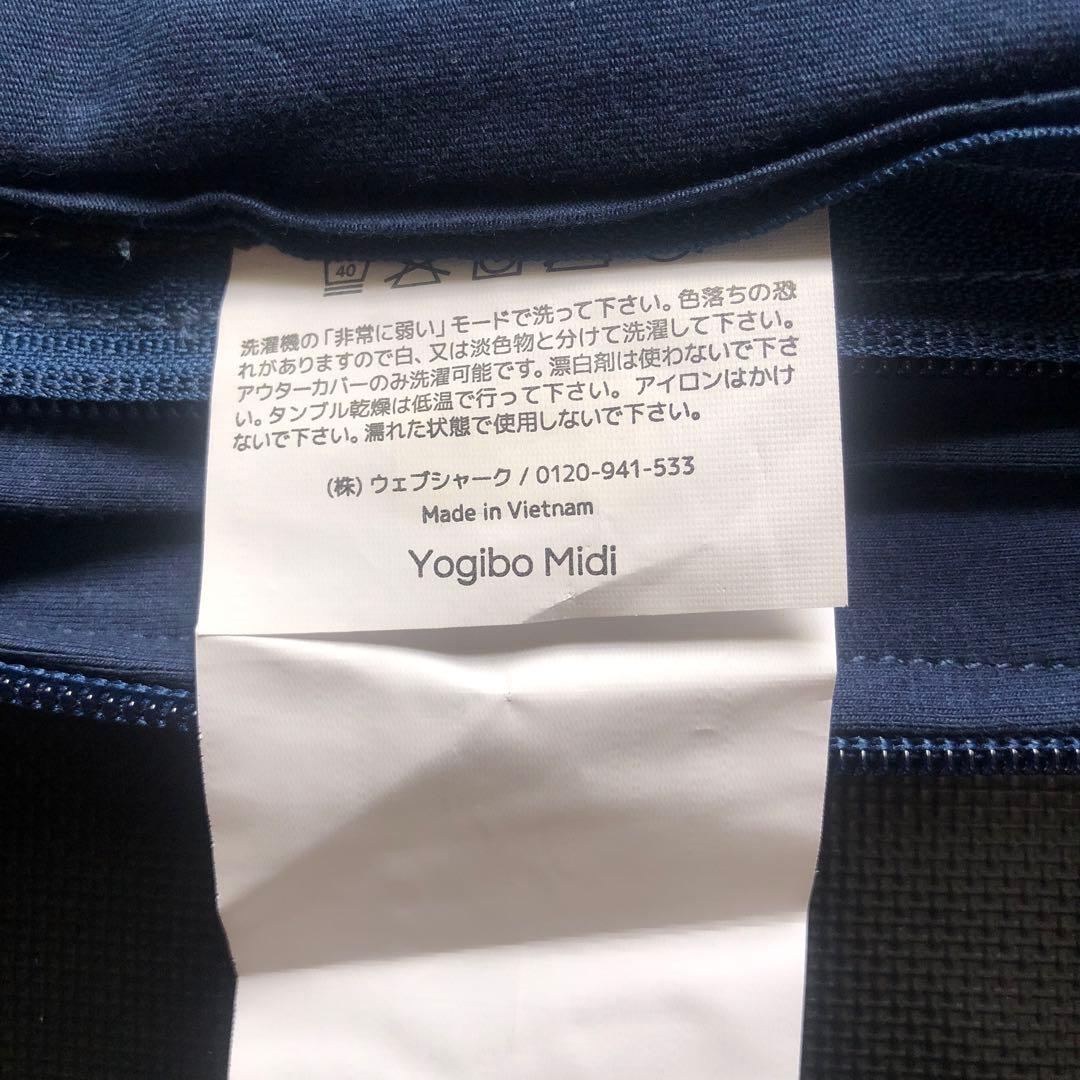 40
洗濯機の「非常に弱い」モードで洗って下さい。色落ちの恐
れがありますので白、又は淡色物と分けて洗濯して下さい。
アウターカバーのみ洗濯可能です。漂白剤は使わないで下さ
い。タンブル乾燥は低温で行って下さい。アイロンはかけ
ないで下さい。濡れた状態で使用しないで下さい。
(株)ウェブシャーク / 0120-941-533
Made in Vietnam
Yogibo Midi